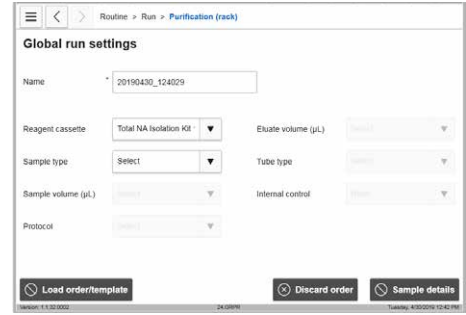 Routine > Run > Purification (rack)
Global run settings
Name * 20190430_124029
Reagent cassette Total NA Isolation Kit Eluate volume (µL) Select
Sample type Select Tube type Select
Sample volume (µL) Select Internal control
Protocol Select
Load order/template Discard order Sample details
Version: 1.1.32.0002 Tuesday, 4/30/2019 12:42 PM